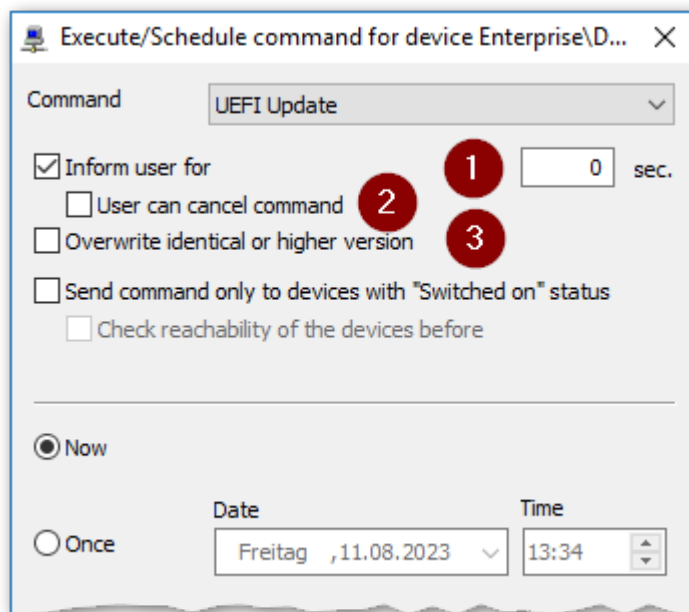 Execute/Schedule command for device Enterprise\D...
Command UEFI Update
Inform user for 1 0 sec.
User can cancel command 2
Overwrite identical or higher version 3
Send command only to devices with "Switched on" status
Check reachability of the devices before
Now
Date Time
Once Freitag ,11.08.2023 13:34